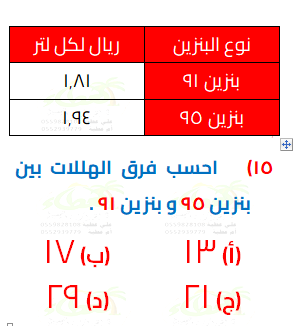 نوع البنزين ريال لكل لتر
بنزين ٩١ ١,٨١
بنزين ٩٥ ١,٩٤
١٥) احسب فرق الهللات بين
بنزين ٩٥ و بنزين ٩١ .
(أ) ١٣ (ب) ١٧
(ج) ٢١ (د) ٢٩